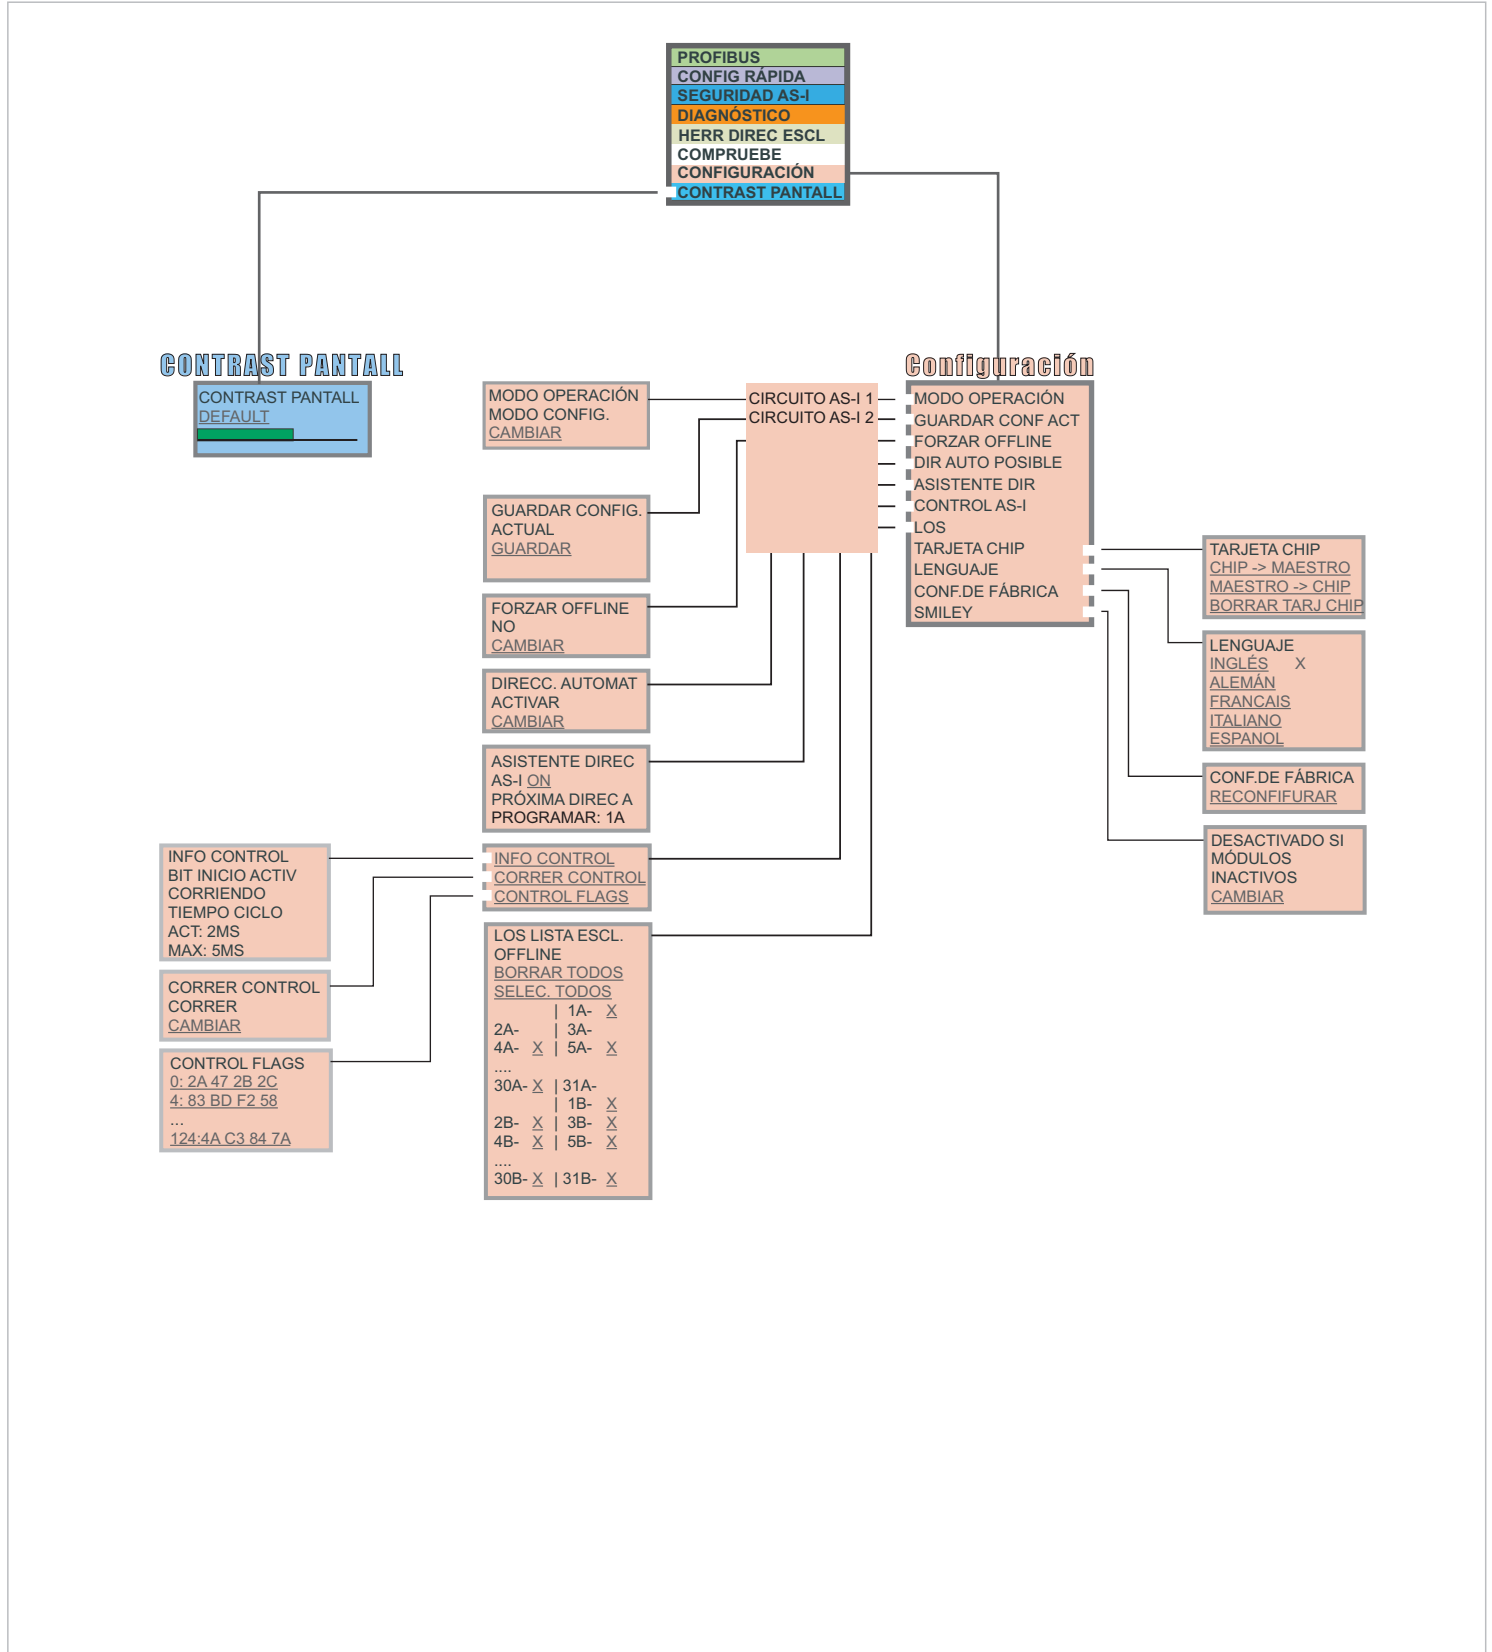 PROFIBUS
CONFIG RÁPIDA
SEGURIDAD AS-I
DIAGNÓSTICO
HERR DIREC ESCL
COMPRUEBE
CONFIGURACIÓN
CONTRAST PANTALL
CONTRAST PANTALL
CONTRAST PANTALL
DEFAULT
MODO OPERACIÓN
MODO CONFIG.
CAMBIAR
GUARDAR CONFIG.
ACTUAL
GUARDAR
FORZAR OFFLINE
NO
CAMBIAR
DIRECC. AUTOMAT
ACTIVAR
CAMBIAR
ASISTENTE DIREC
AS-I ON
PRÓXIMA DIREC A
PROGRAMAR: 1A
INFO CONTROL
CORRER CONTROL
CONTROL FLAGS
LOS LISTA ESCL.
OFFLINE
BORRAR TODOS
SELEC. TODOS
| 1A- X
2A- | 3A-
4A- X | 5A- X
....
30A- X | 31A-
| 1B- X
2B- X | 3B- X
4B- X | 5B- X
....
30B- X | 31B- X
INFO CONTROL
BIT INICIO ACTIV
CORRIENDO
TIEMPO CICLO
ACT: 2MS
MAX: 5MS
CORRER CONTROL
CORRER
CAMBIAR
CONTROL FLAGS
0: 2A 47 2B 2C
4: 83 BD F2 58
...
124:4A C3 84 7A
CIRCUITO AS-I 1
CIRCUITO AS-I 2
Configuración
MODO OPERACIÓN
GUARDAR CONF ACT
FORZAR OFFLINE
DIR AUTO POSIBLE
ASISTENTE DIR
CONTROL AS-I
LOS
TARJETA CHIP
LENGUAJE
CONF.DE FÁBRICA
SMILEY
TARJETA CHIP
CHIP -> MAESTRO
MAESTRO -> CHIP
BORRAR TARJ CHIP
LENGUAJE
INGLÉS X
ALEMÁN
FRANCAIS
ITALIANO
ESPANOL
CONF.DE FÁBRICA
RECONFIFURAR
DESACTIVADO SI
MÓDULOS
INACTIVOS
CAMBIAR